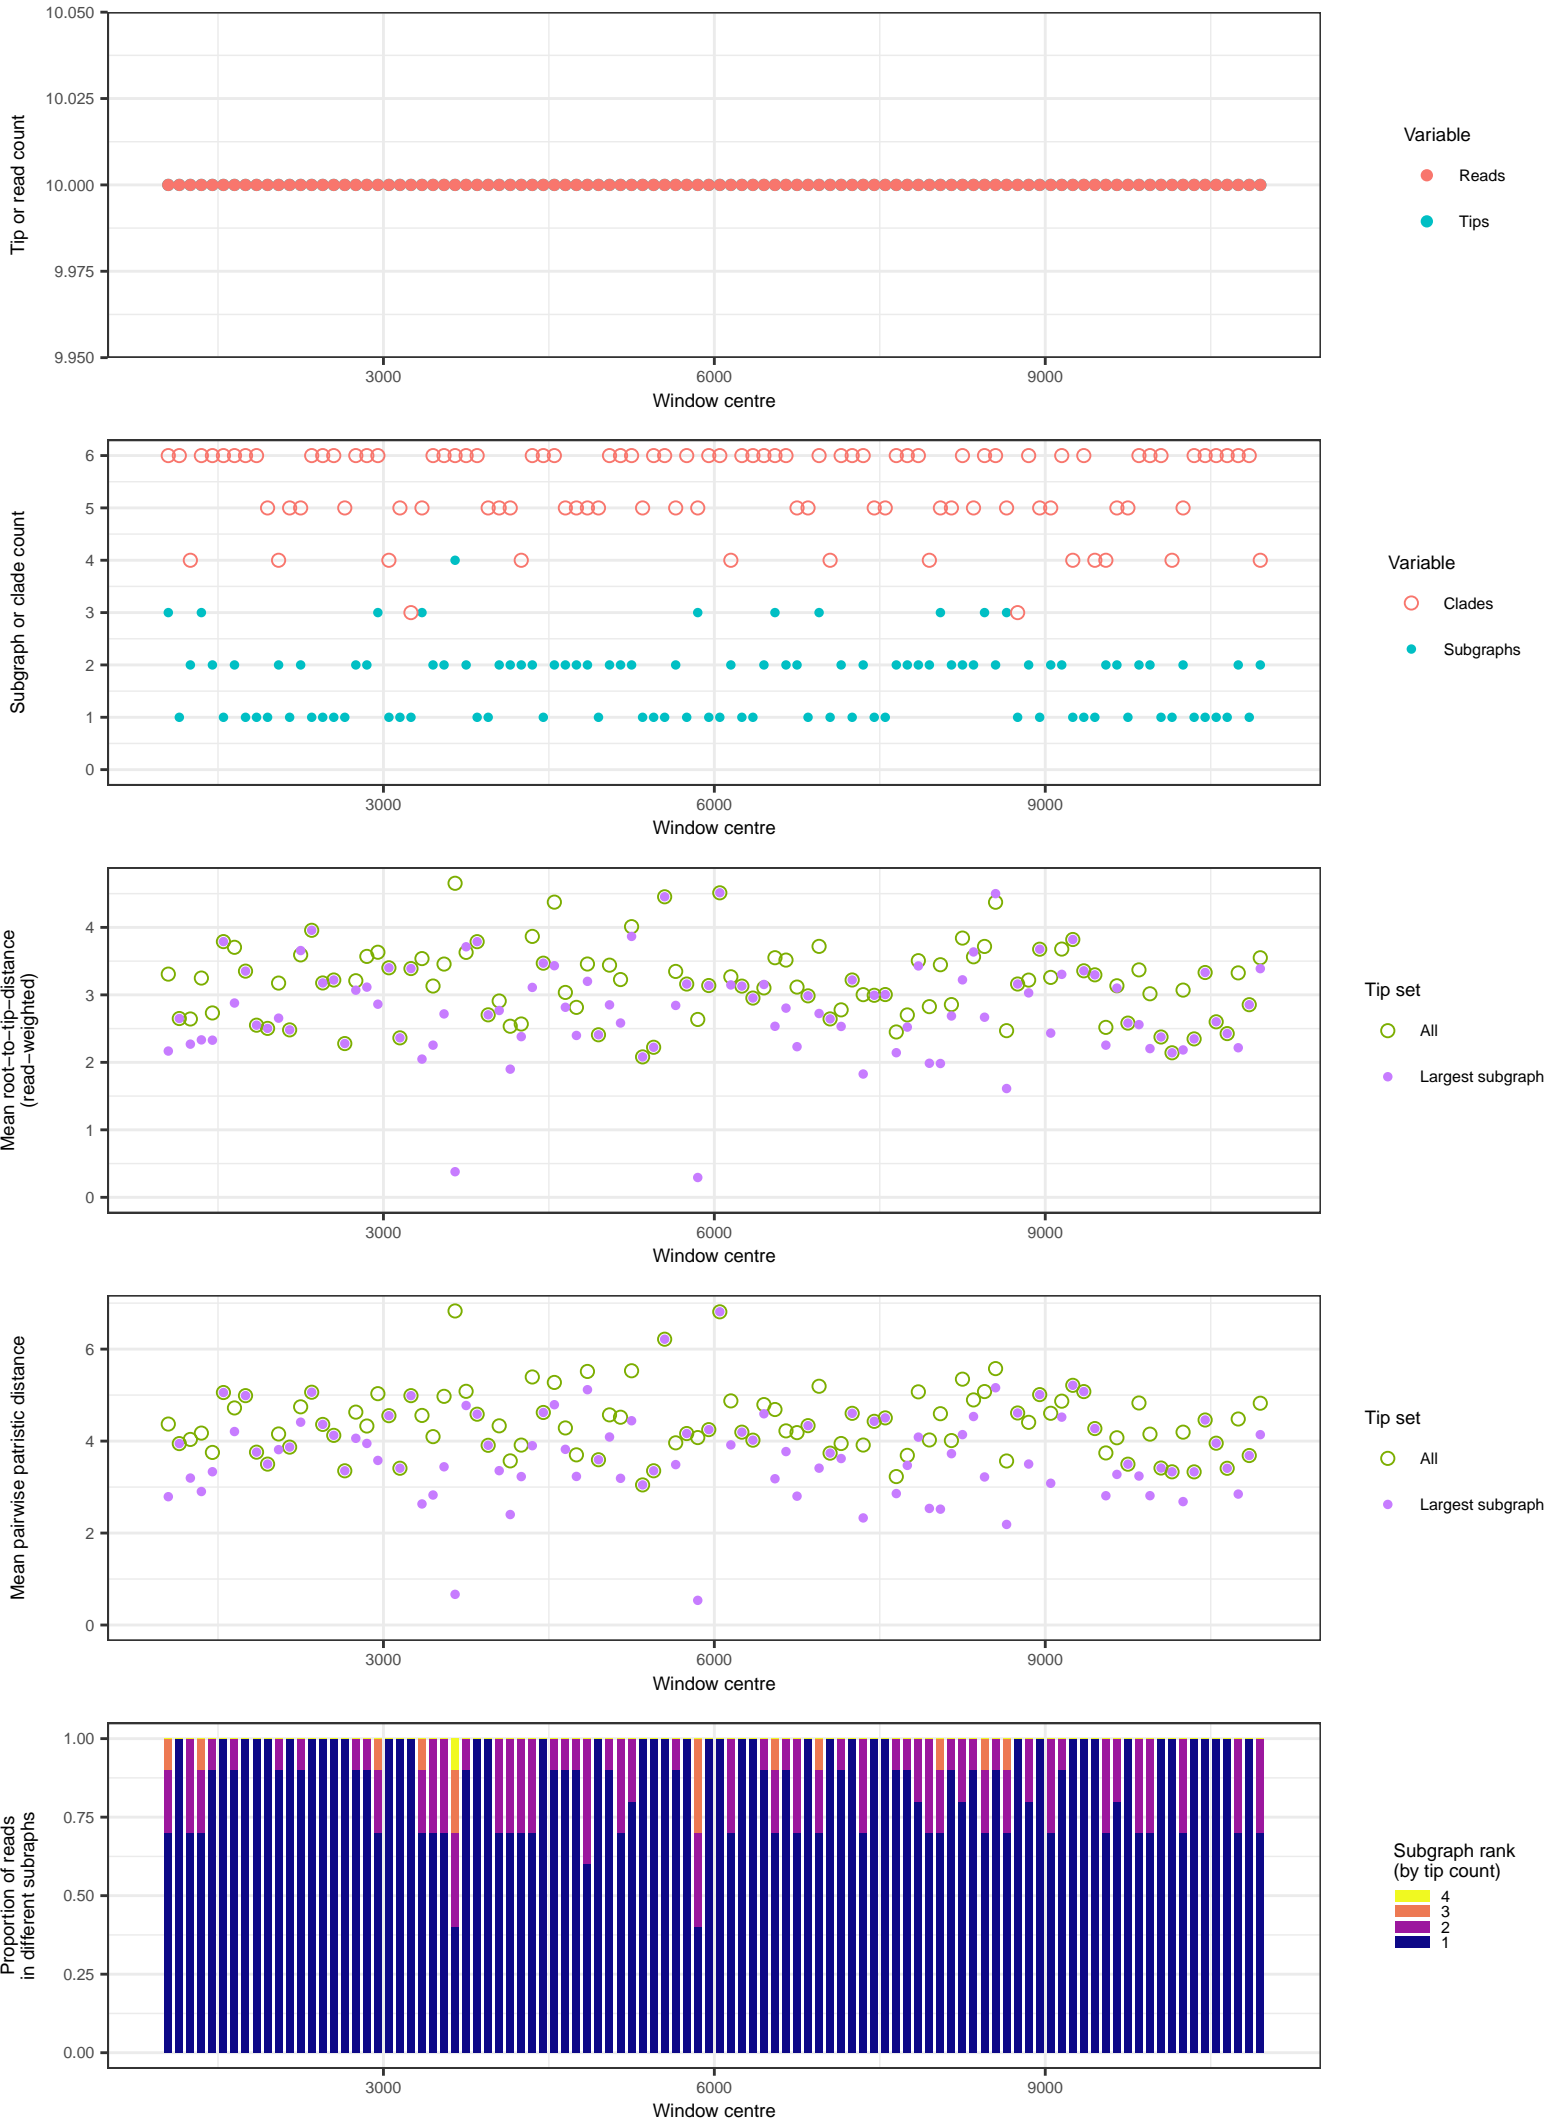 10.050
10.025
10.000
9.975
9.950
Tip or read count
3000 6000 9000
Window centre
Variable
Reads
Tips
6
5
4
3
2
1
0
Subgraph or clade count
3000 6000 9000
Window centre
Variable
Clades
Subgraphs
4
3
2
1
0
Mean root−to−tip−distance
(read−weighted)
3000 6000 9000
Window centre
Tip set
All
Largest subgraph
6
4
2
0
Mean pairwise patristic distance
3000 6000 9000
Window centre
Tip set
All
Largest subgraph
1.00
0.75
0.50
0.25
0.00
Proportion of reads
in different subraphs
3000 6000 9000
Window centre
Subgraph rank
(by tip count)
4
3
2
1